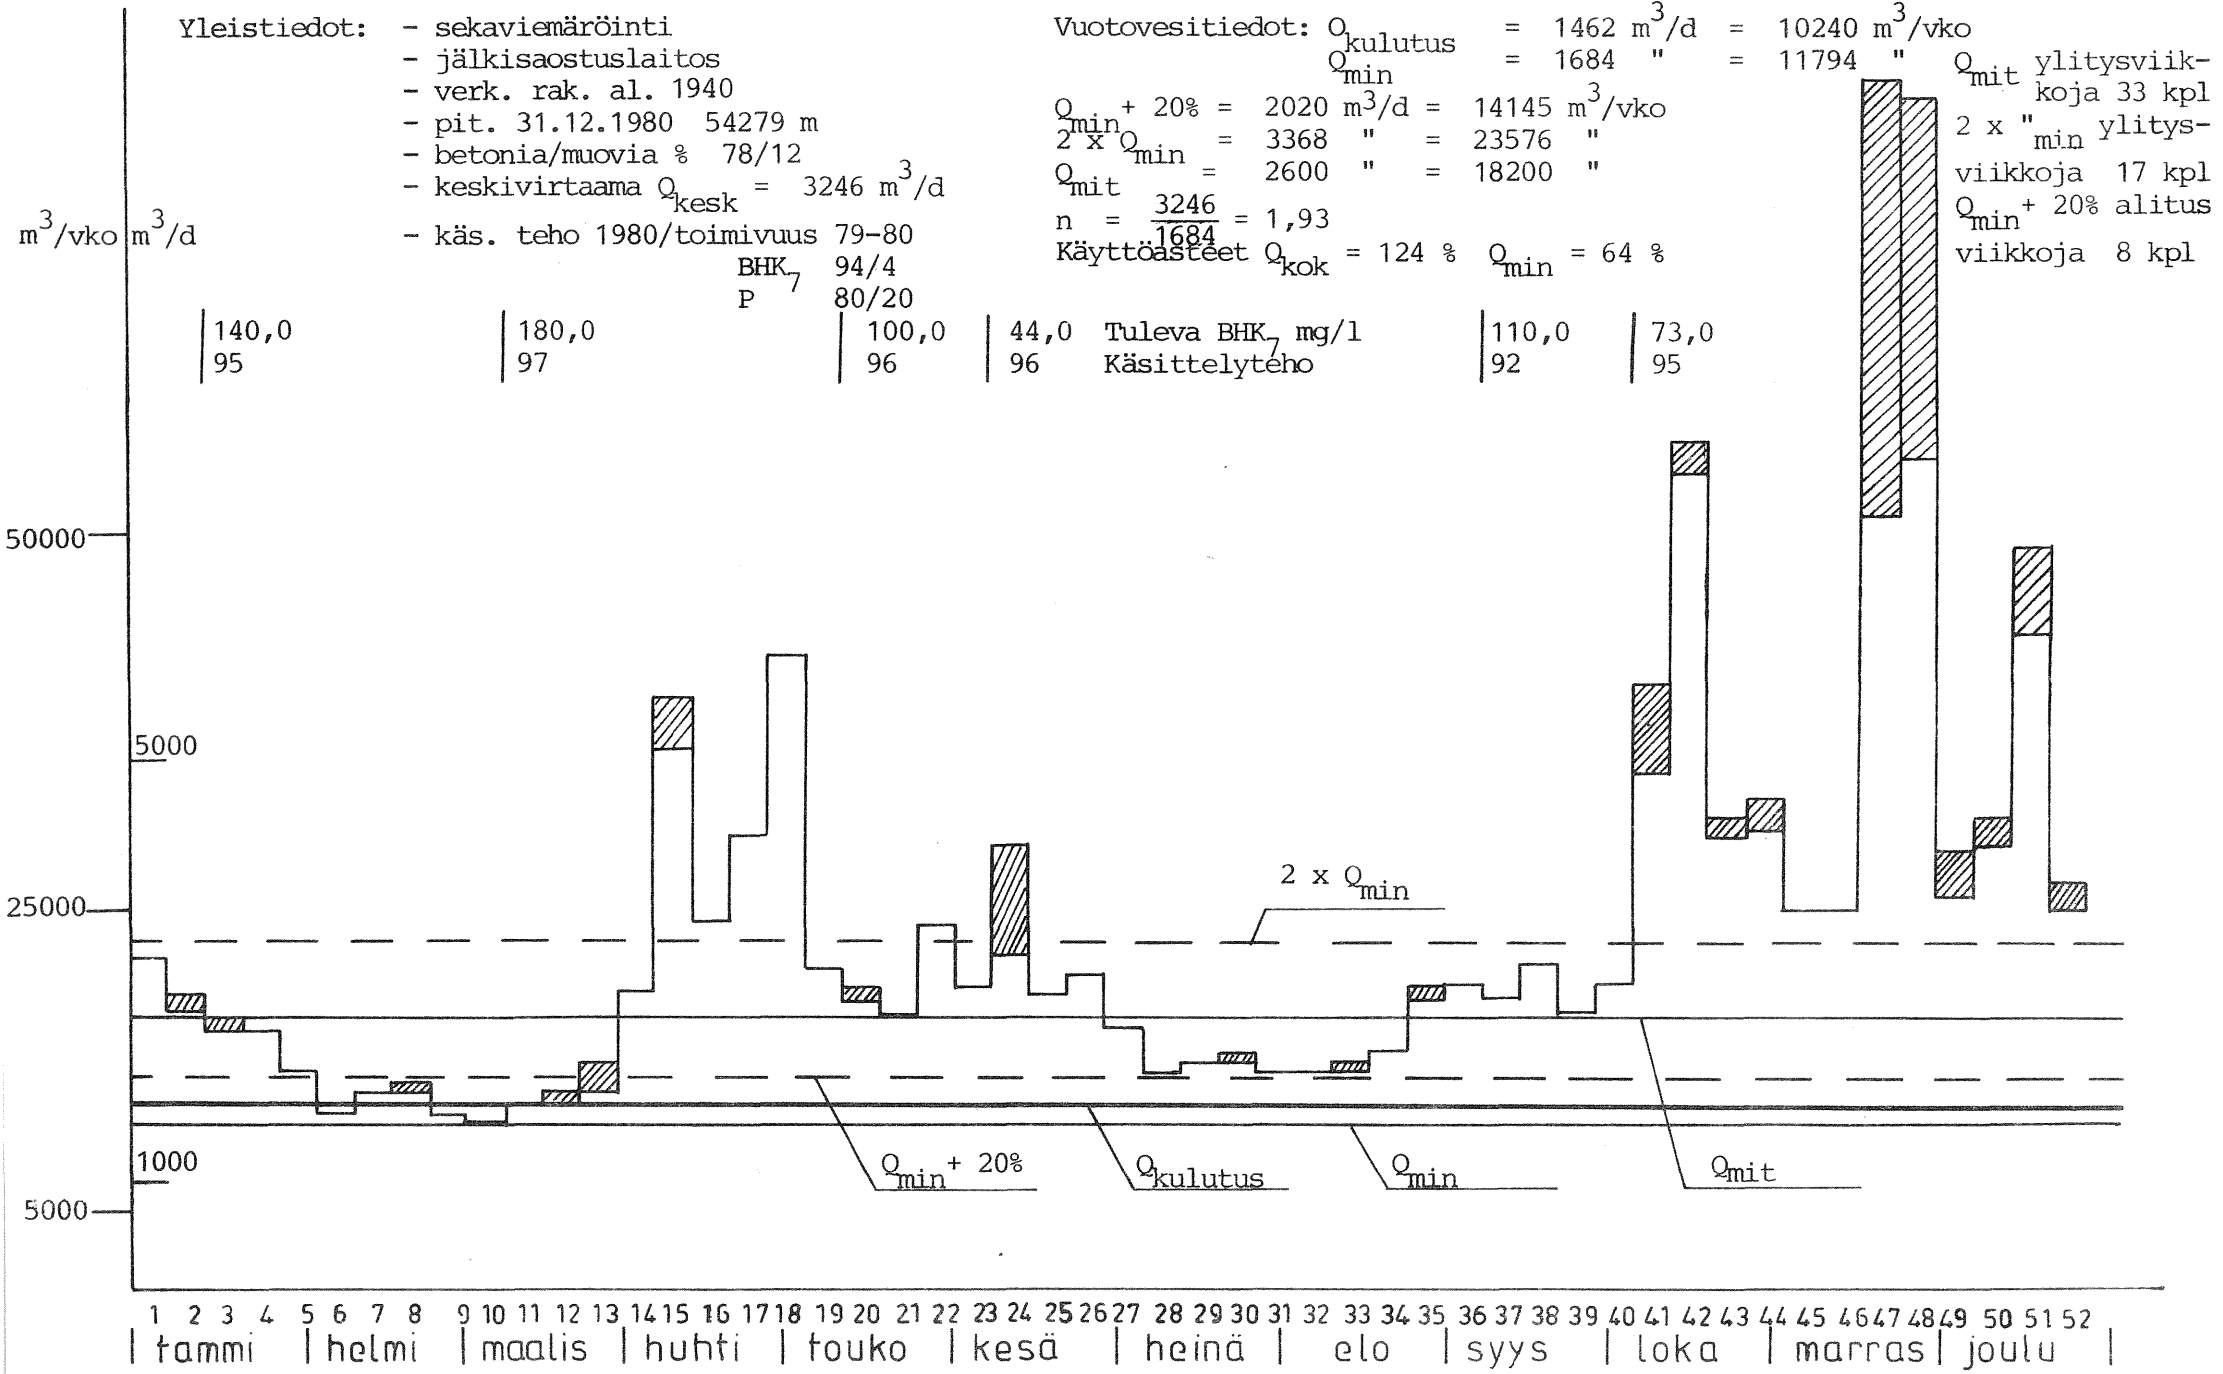 Yleistiedot: - sekaviemäröinti
- jälkisaostuslaitos
- verk. rak. al. 1940
- pit. 31.12.1980 54279 m
- betonia/muovia % 78/12
- keskivirtaama Qkesk = 3246 m³/d
- käs. teho 1980/toimivuus 79-80
BHK7 94/4
P 80/20
Vuotovesitiedot: Qkulutus = 1462 m³/d = 10240 m³/vko
Qmin = 1684 " = 11794 "
Qmin + 20% = 2020 m³/d = 14145 m³/vko
2 x Qmin = 3368 " = 23576 "
Qmit = 2600 " = 18200 "
n = 3246/1684 = 1,93
Käyttöasteet Qkok = 124 % Qmin = 64 %
Qmit ylitysviik-
koja 33 kpl
2 x "min ylitys-
viikkoja 17 kpl
Qmin + 20% alitus
viikkoja 8 kpl
m³/vko m³/d
140,0 180,0 100,0 44,0 Tuleva BHK7 mg/l 110,0 73,0
95 97 96 96 Käsittelyteho 92 95
50000
5000
25000
2 x Qmin
1000
5000
Qmin + 20% Qkulutus Qmin Qmit
1 2 3 4 5 6 7 8 9 10 11 12 13 14 15 16 17 18 19 20 21 22 23 24 25 26 27 28 29 30 31 32 33 34 35 36 37 38 39 40 41 42 43 44 45 46 47 48 49 50 51 52
tammi helmi maalis huhti touko kesä heinä elo syys loka marras joulu